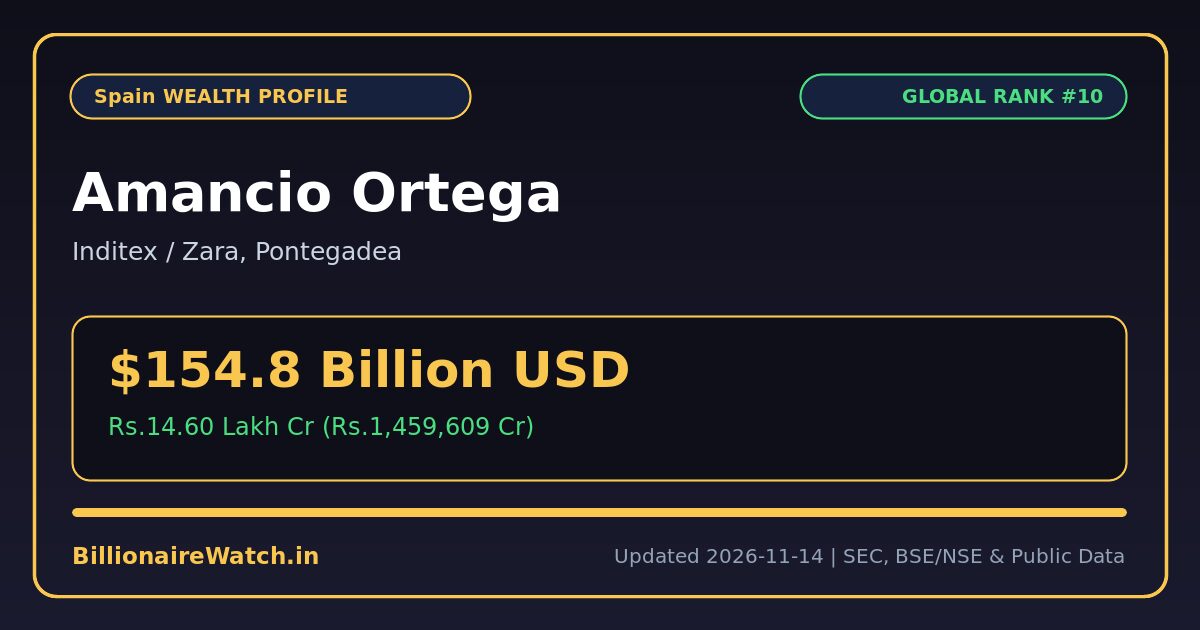 Spain WEALTH PROFILE
GLOBAL RANK #10
Amancio Ortega
Inditex / Zara, Pontegadea
$154.8 Billion USD
Rs.14.60 Lakh Cr (Rs.1,459,609 Cr)
BillionaireWatch.in
Updated 2026-11-14 | SEC, BSE/NSE & Public Data